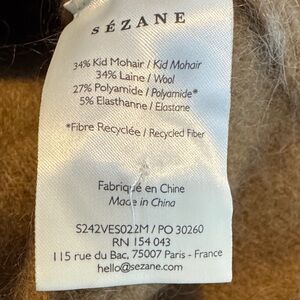 SÉZANE
34% Kid Mohair / Kid Mohair
34% Laine / Wool
27% Polyamide / Polyamide*
5% Elasthanne / Elastane
*Fibre Recyclée / Recycled Fiber
Fabriqué en Chine
Made in China
S242VES022M / PO 30260
RN 154 043
115 rue du Bac, 75007 Paris - France
hello@sezane.com